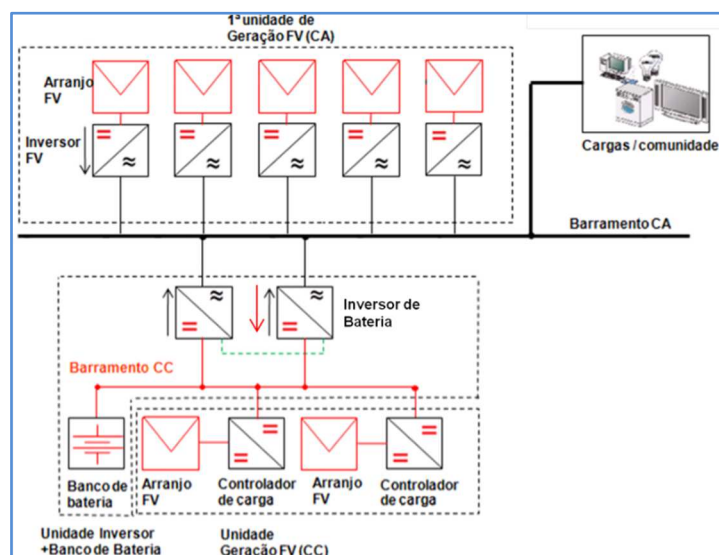 1ª unidade de
Geração FV (CA)
Arranjo
FV
Inversor
FV
Cargas / comunidade
Barramento CA
Inversor de
Bateria
Barramento CC
Banco de
bateria
Arranjo
FV
Controlador
de carga
Arranjo
FV
Controlador
de carga
Unidade Inversor
+Banco de Bateria
Unidade
Geração FV (CC)